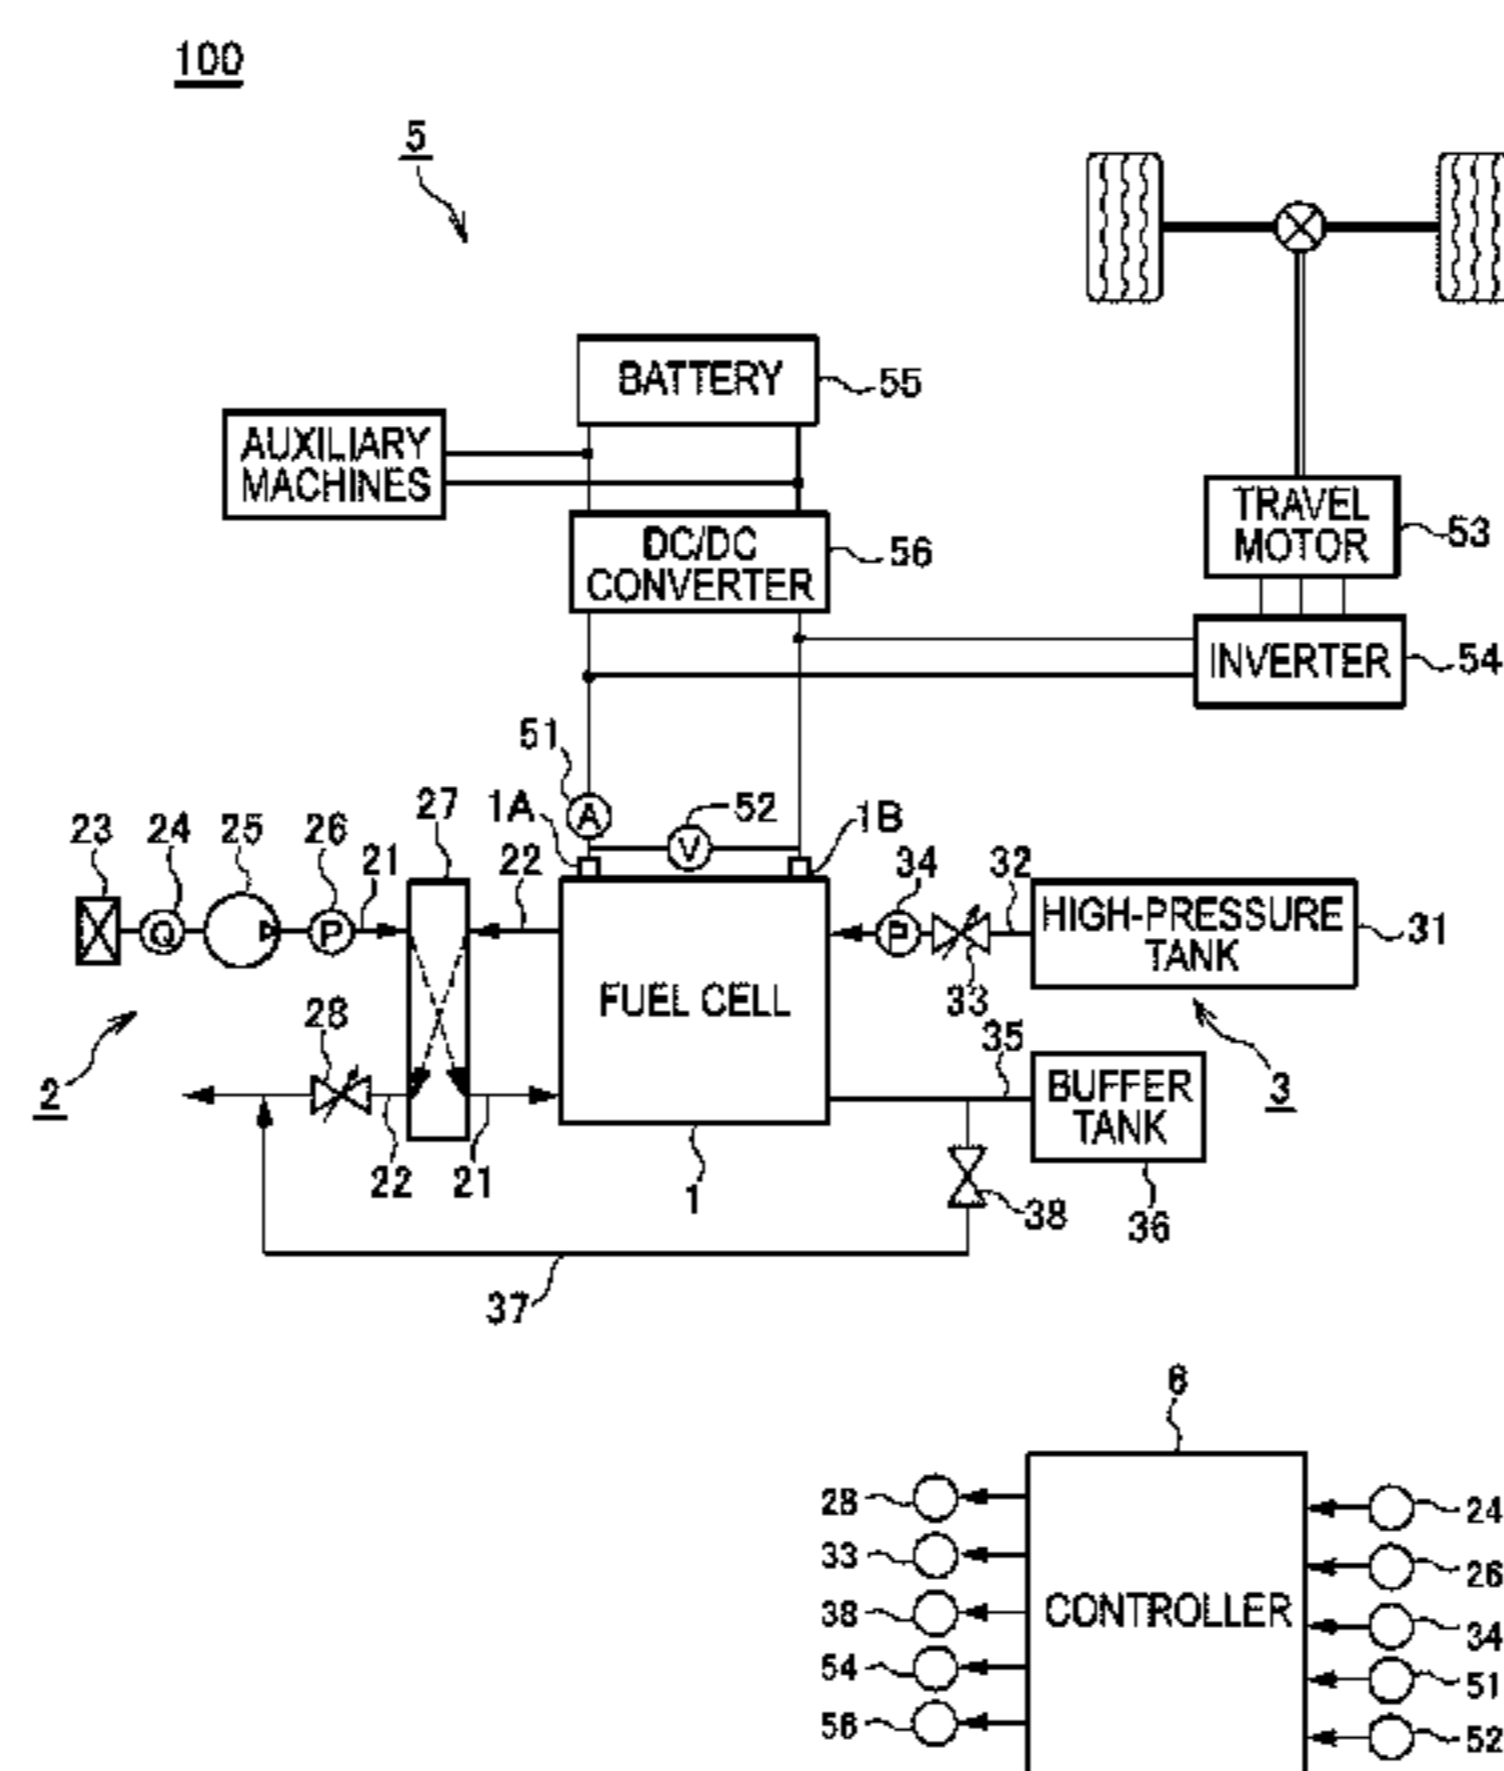 100
5
BATTERY
55
AUXILIARY
MACHINES
DC/DC
CONVERTER
56
TRAVEL
MOTOR
53
INVERTER
54
51
1A
52
1B
23
24
25
26
21
27
22
34
32
HIGH-PRESSURE
TANK
31
A
V
Q
P
P
33
FUEL CELL
2
28
35
3
BUFFER
TANK
22
21
1
38
36
37
6
CONTROLLER
28
33
38
54
56
24
26
34
51
52